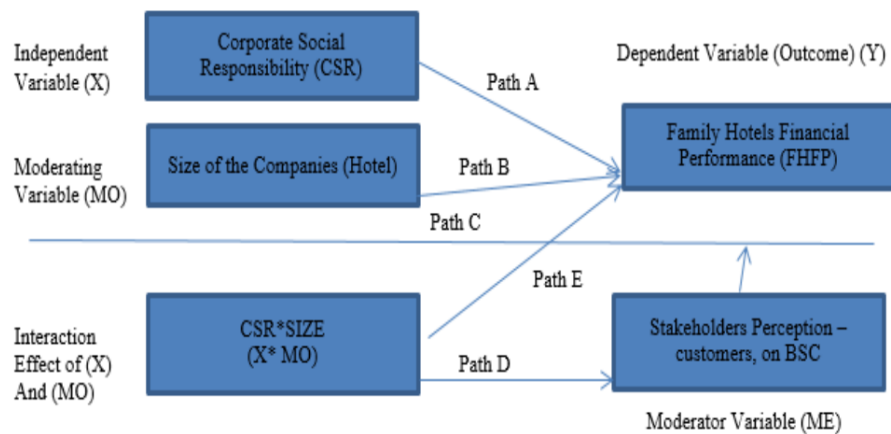 Independent
Variable (X)
Corporate Social
Responsibility (CSR)
Path A
Dependent Variable (Outcome) (Y)
Family Hotels Financial
Performance (FHFP)
Moderating
Variable (MO)
Size of the Companies (Hotel)
Path B
Path C
Path E
Interaction
Effect of (X)
And (MO)
CSR*SIZE
(X* MO)
Path D
Stakeholders Perception –
customers, on BSC
Moderator Variable (ME)